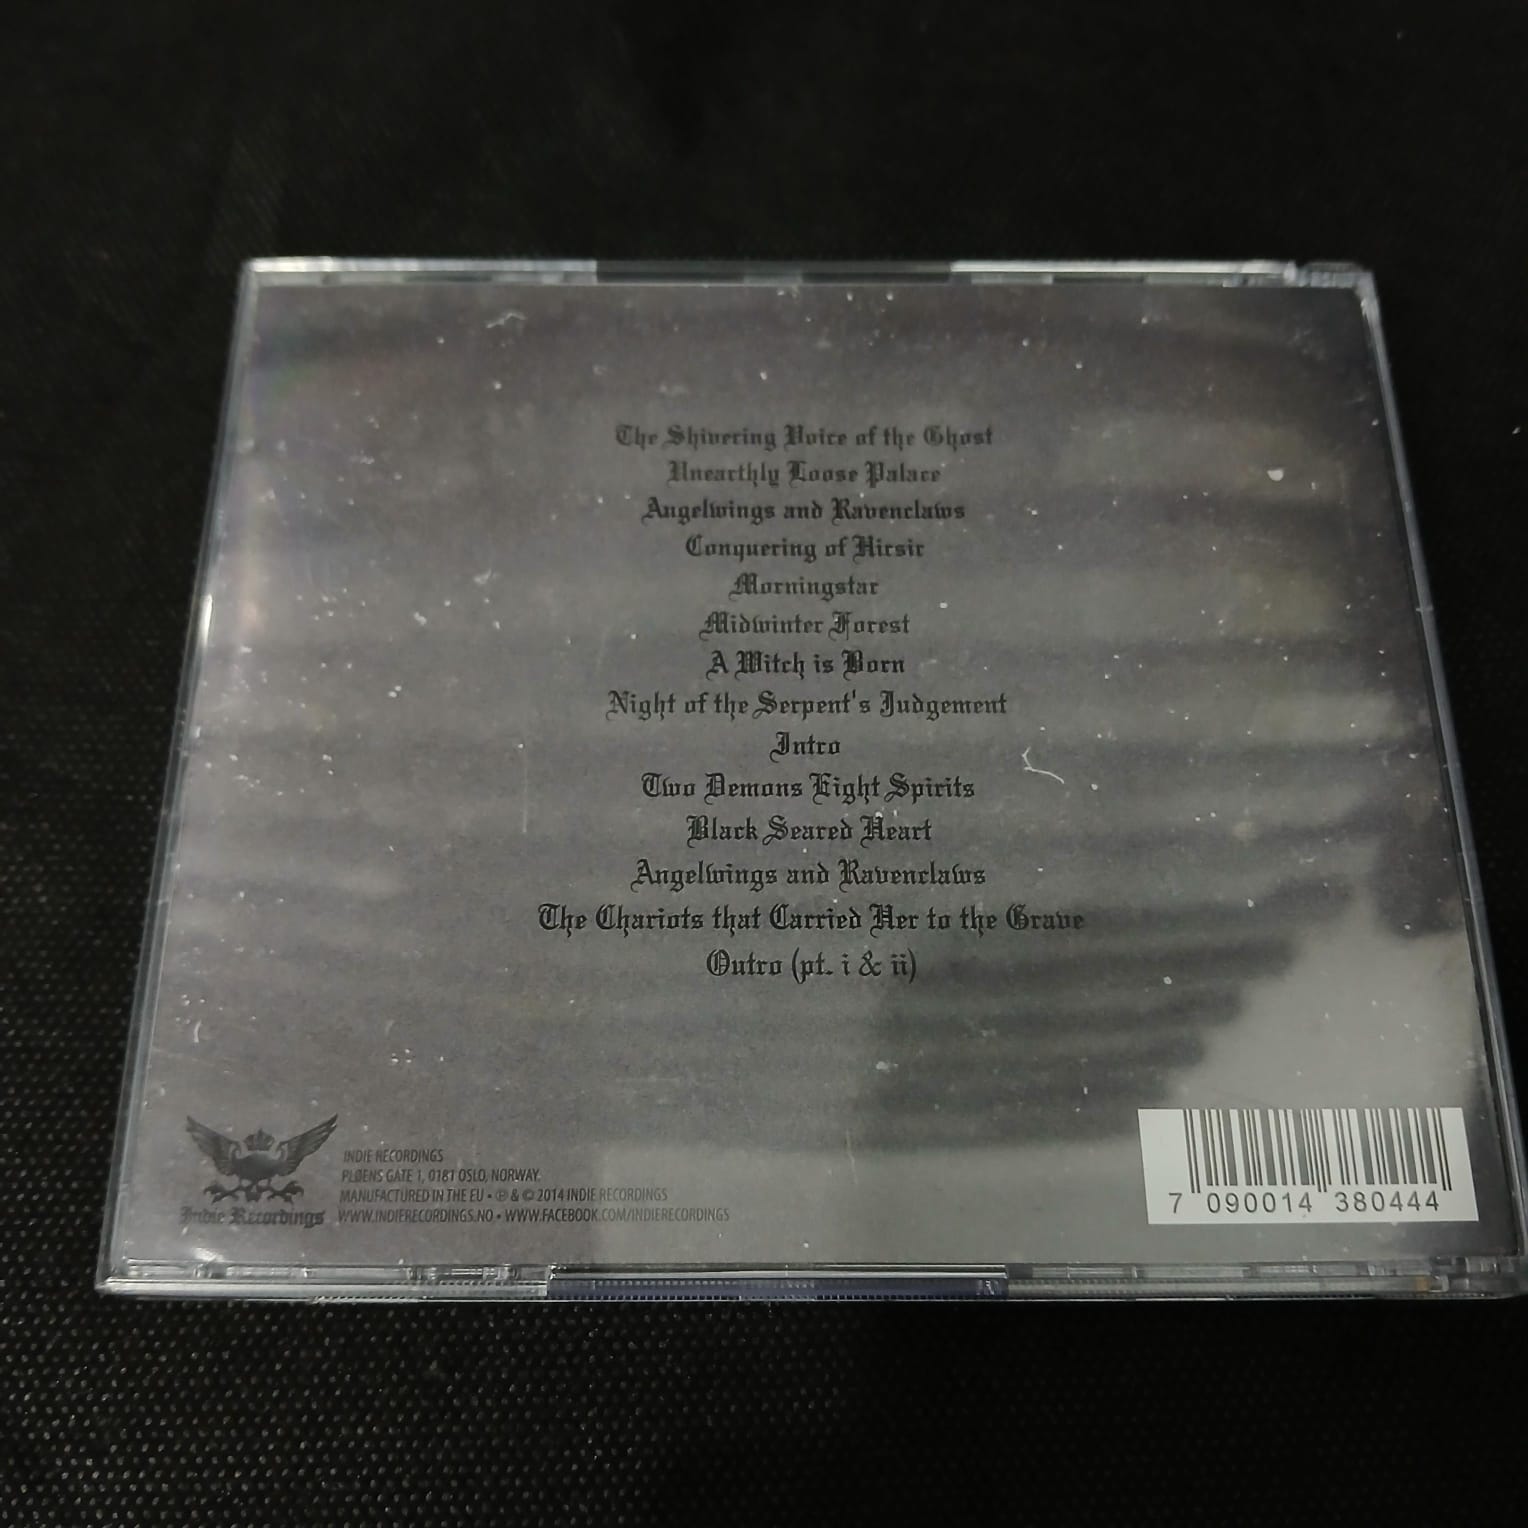 The Shivering Voice of the Ghost
Unearthly Loose Palace
Angelwings and Ravenclaws
Conquering of Hirsir
Morningstar
Midwinter Forest
A Witch is Born
Night of the Serpent's Judgement
Intro
Two Demons Eight Spirits
Black Seared Heart
Angelwings and Ravenclaws
The Chariots that Carried Her to the Grave
Outro (pt. i & ii)
Indie Recordings
INDIE RECORDINGS
PLØENS GATE 1, 0181 OSLO, NORWAY.
MANUFACTURED IN THE EU • ℗ & © 2014 INDIE RECORDINGS
WWW.INDIERECORDINGS.NO • WWW.FACEBOOK.COM/INDIERECORDINGS
7 090014 380444